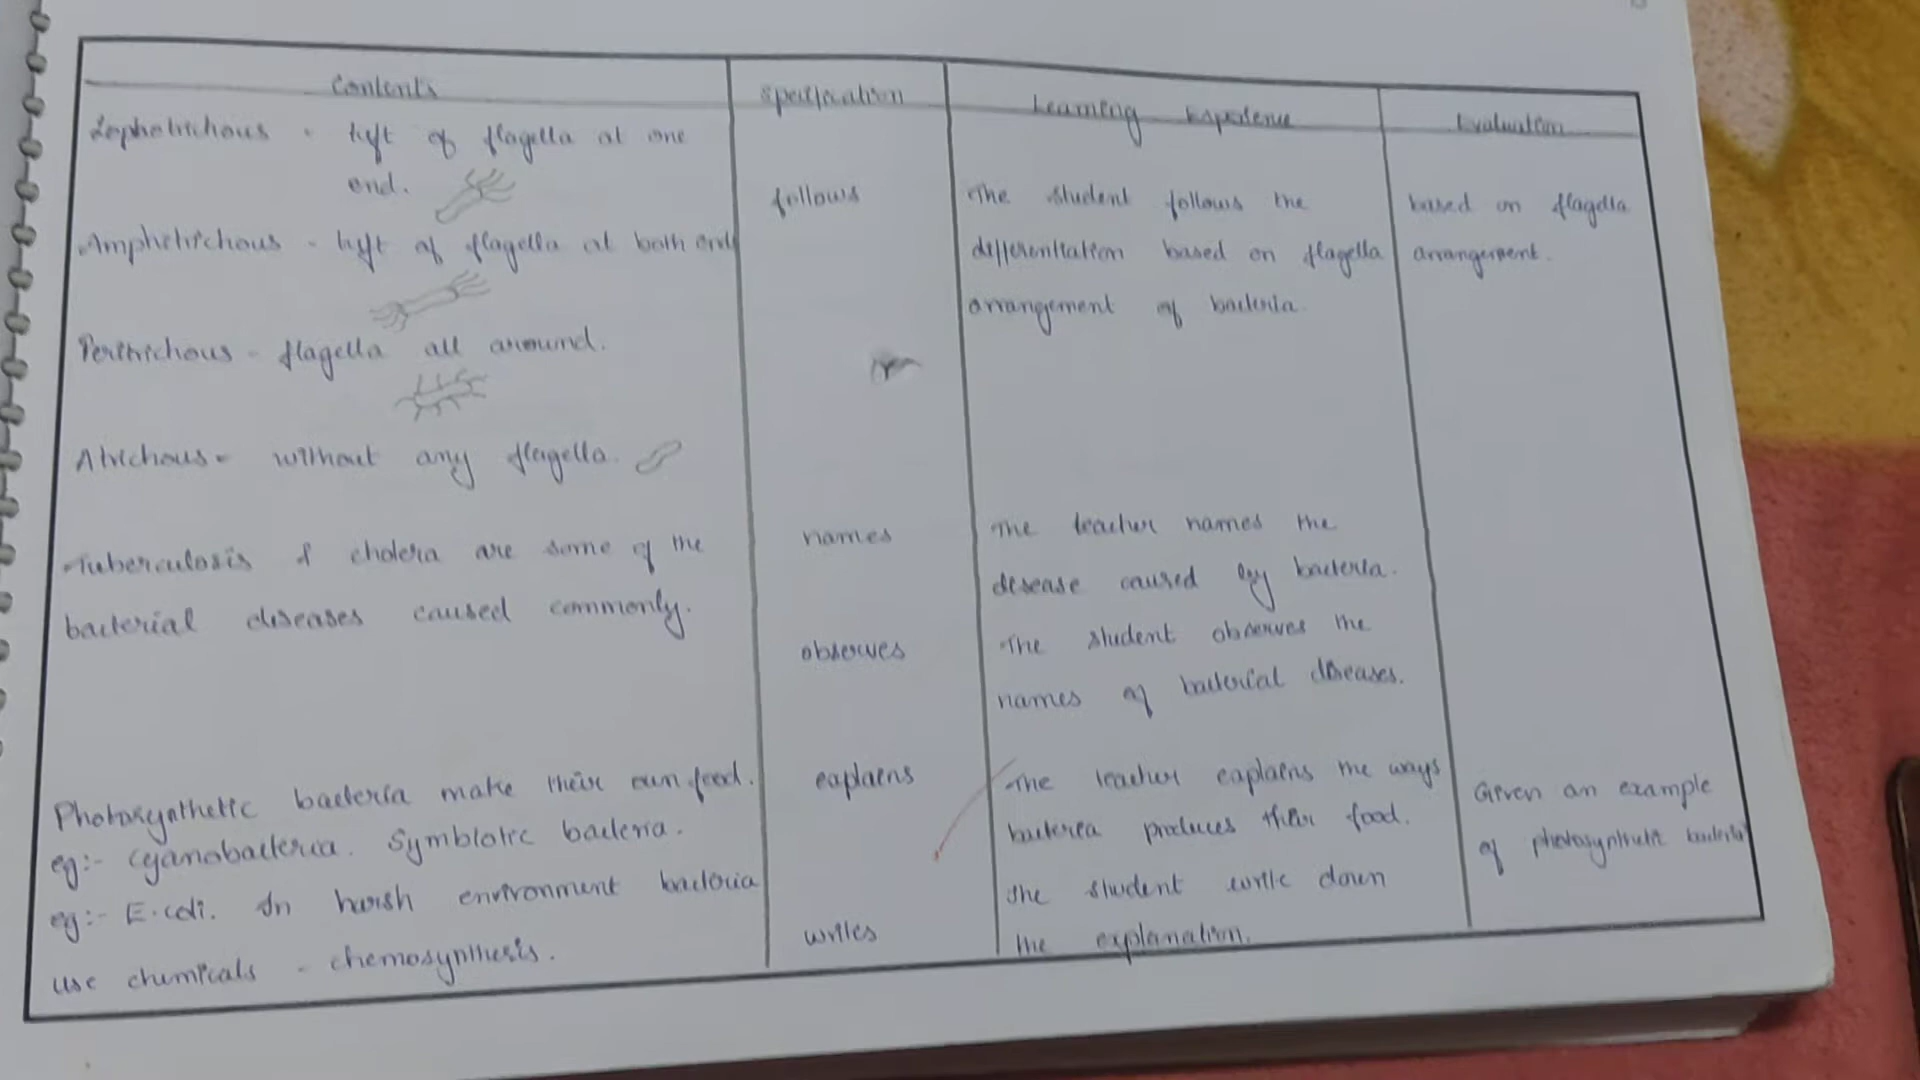 Contents
Specification
Learning Experience
Evaluation
Lophotrichous - tuft of flagella at one
end.
Amphitrichous - tuft of flagella at both ends
Peritrichous - flagella all around.
Atrichous - without any flagella.
Tuberculosis & cholera are some of the
bacterial diseases caused commonly.
Photosynthetic bacteria make their own food.
eg:- cyanobacteria. Symbiotic bacteria.
eg:- E.coli. In harsh environment bacteria
use chemicals - chemosynthesis.
follows
names
observes
explains
writes
The student follows the
differentiation based on flagella
arrangement of bacteria.
The teacher names the
disease caused by bacteria.
The student observes the
names of bacterial diseases.
The teacher explains the ways
bacteria produces their food.
The student write down
the explanation.
based on flagella
arrangement.
Given an example
of photosynthetic bacteria